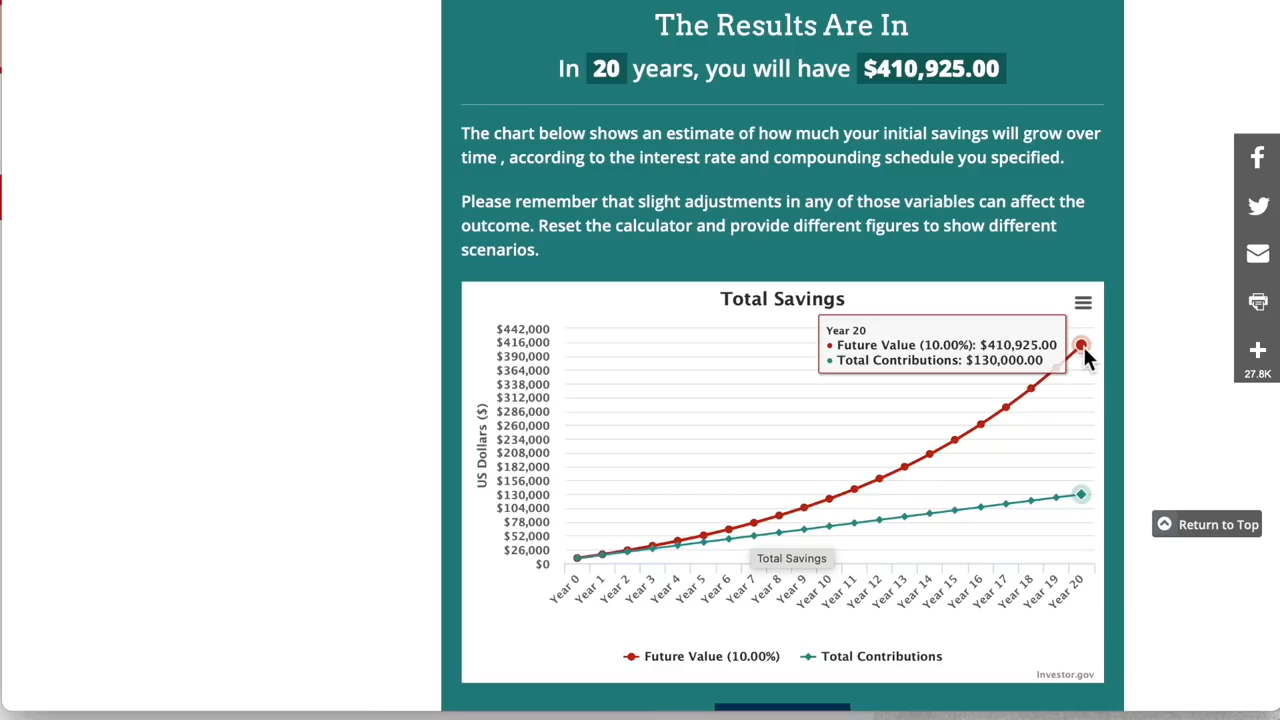 The Results Are In
In 20 years, you will have $410,925.00
The chart below shows an estimate of how much your initial savings will grow over
time , according to the interest rate and compounding schedule you specified.
Please remember that slight adjustments in any of those variables can affect the
outcome. Reset the calculator and provide different figures to show different
scenarios.
Total Savings
Year 20
Future Value (10.00%): $410,925.00
Total Contributions: $130,000.00
US Dollars ($)
$442,000
$416,000
$390,000
$364,000
$338,000
$312,000
$286,000
$260,000
$234,000
$208,000
$182,000
$156,000
$130,000
$104,000
$78,000
$52,000
$26,000
$0
Total Savings
Year 0
Year 1
Year 2
Year 3
Year 4
Year 5
Year 6
Year 7
Year 8
Year 9
Year 10
Year 11
Year 12
Year 13
Year 14
Year 15
Year 16
Year 17
Year 18
Year 19
Year 20
Future Value (10.00%)
Total Contributions
Investor.gov
27.8K
Return to Top